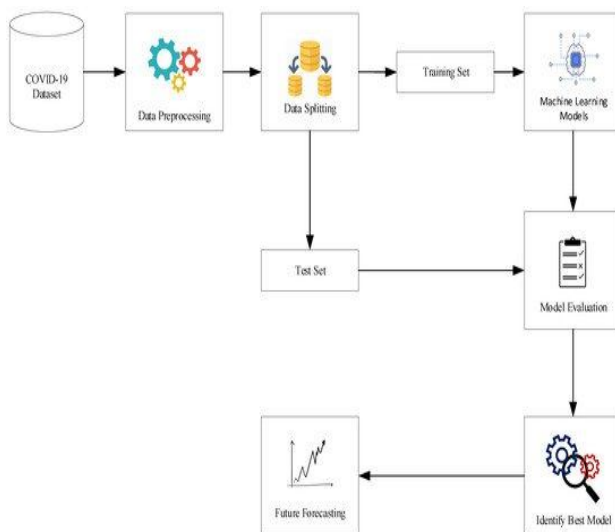 COVID-19
Dataset
Data Preprocessing
Data Splitting
Training Set
Machine Learning
Models
Test Set
Model Evaluation
Future Forecasting
Identify Best Model